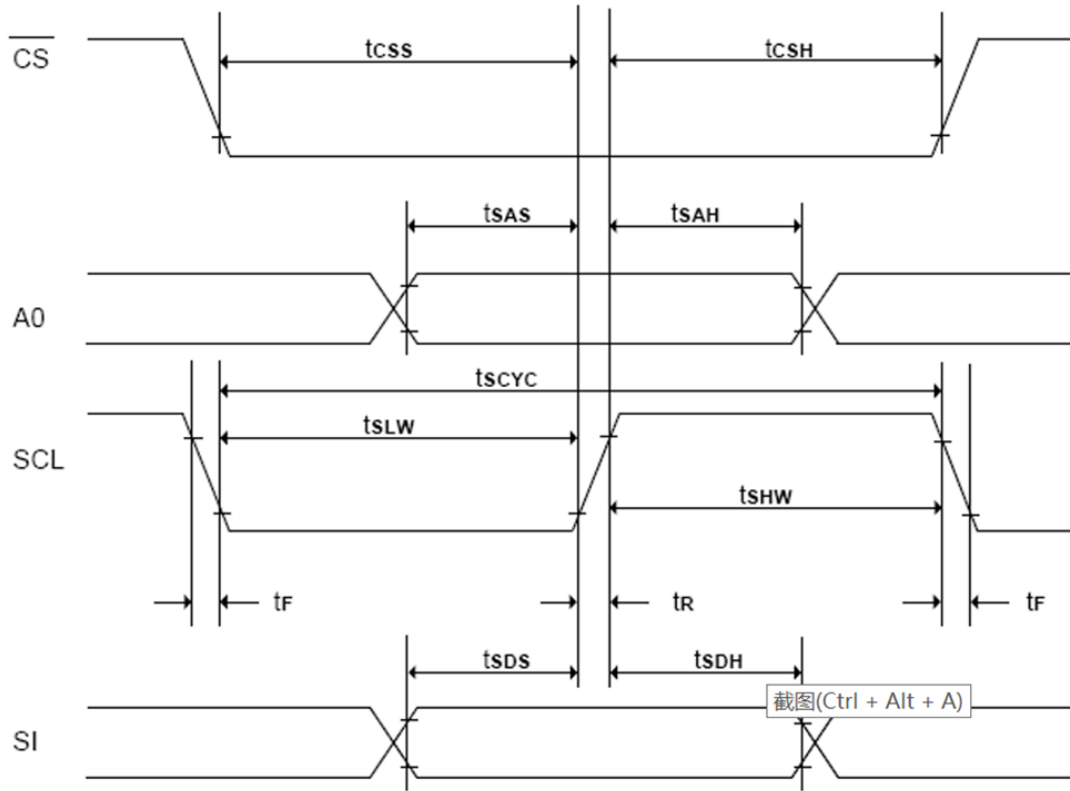 CS
tCSS
tCSH
tSAS
tSAH
A0
tSCYC
tSLW
SCL
tSHW
tF
tR
tF
tSDS
tSDH
截图(Ctrl + Alt + A)
SI